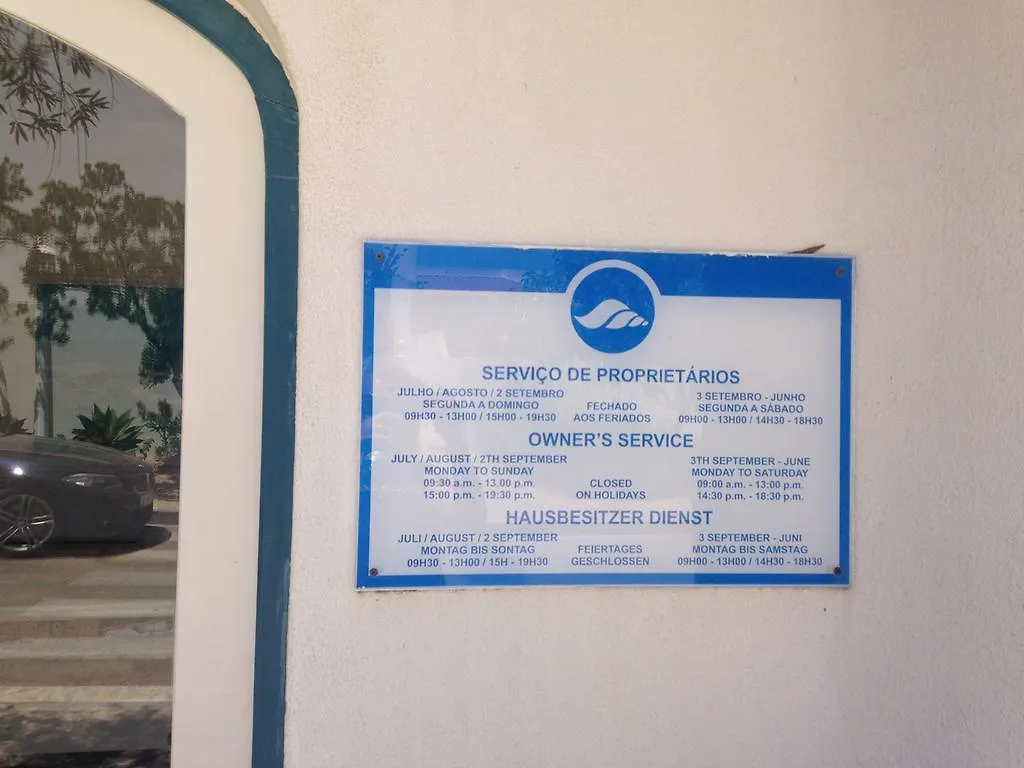 SERVIÇO DE PROPRIETÁRIOS
JULHO / AGOSTO / 2 SETEMBRO
SEGUNDA A DOMINGO
09H30 - 13H00 / 15H00 - 19H30
FECHADO
AOS FERIADOS
3 SETEMBRO - JUNHO
SEGUNDA A SÁBADO
09H00 - 13H00 / 14H30 - 18H30
OWNER'S SERVICE
JULY / AUGUST / 2TH SEPTEMBER
MONDAY TO SUNDAY
09:30 a.m. - 13.00 p.m.
15:00 p.m. - 19:30 p.m.
CLOSED
ON HOLIDAYS
3TH SEPTEMBER - JUNE
MONDAY TO SATURDAY
09:00 a.m. - 13:00 p.m.
14:30 p.m. - 18:30 p.m.
HAUSBESITZER DIENST
JULI / AUGUST / 2 SEPTEMBER
MONTAG BIS SONTAG
09H30 - 13H00 / 15H - 19H30
FEIERTAGES
GESCHLOSSEN
3 SEPTEMBER - JUNI
MONTAG BIS SAMSTAG
09H00 - 13H00 / 14H30 - 18H30